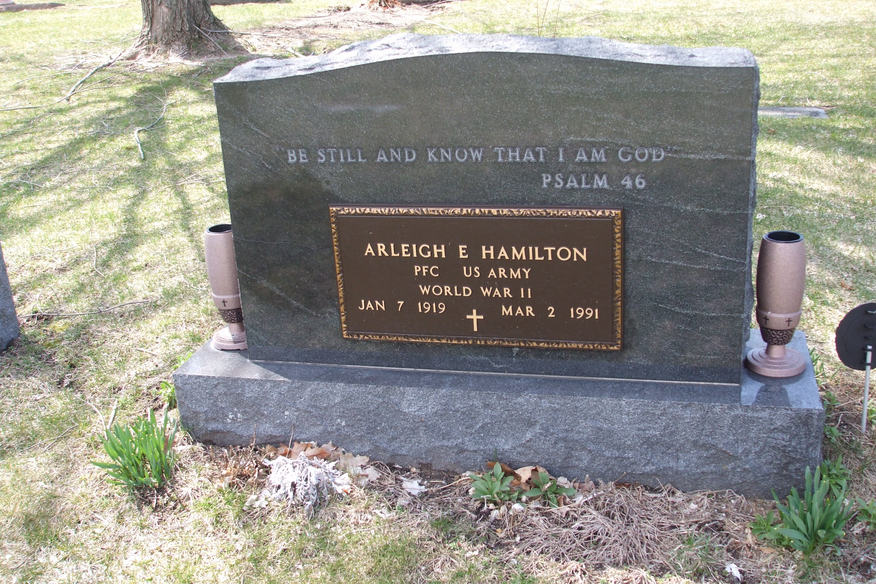 BE STILL AND KNOW THAT I AM GOD"
PSALM 46
ARLEIGH E HAMILTON
PFC US ARMY
WORLD WAR II
JAN 7 1919 MAR 2 1991